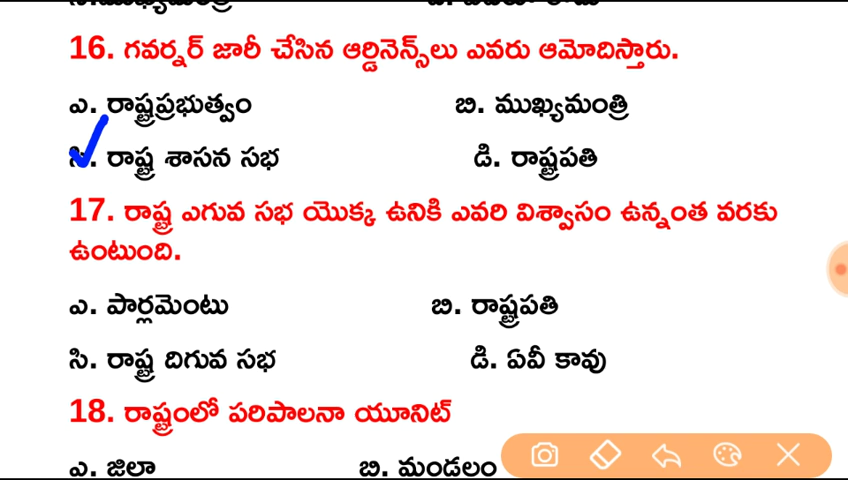 16. గవర్నర్ జారీ చేసిన ఆర్డినెన్స్‌లు ఎవరు ఆమోదిస్తారు.
ఎ. రాష్ట్రప్రభుత్వం బి. ముఖ్యమంత్రి
సి. రాష్ట్ర శాసన సభ డి. రాష్ట్రపతి
17. రాష్ట్ర ఎగువ సభ యొక్క ఉనికి ఎవరి విశ్వాసం ఉన్నంత వరకు
ఉంటుంది.
ఎ. పార్లమెంటు బి. రాష్ట్రపతి
సి. రాష్ట్ర దిగువ సభ డి. ఏవీ కావు
18. రాష్ట్రంలో పరిపాలనా యూనిట్
ఎ. జిల్లా బి. మండలం